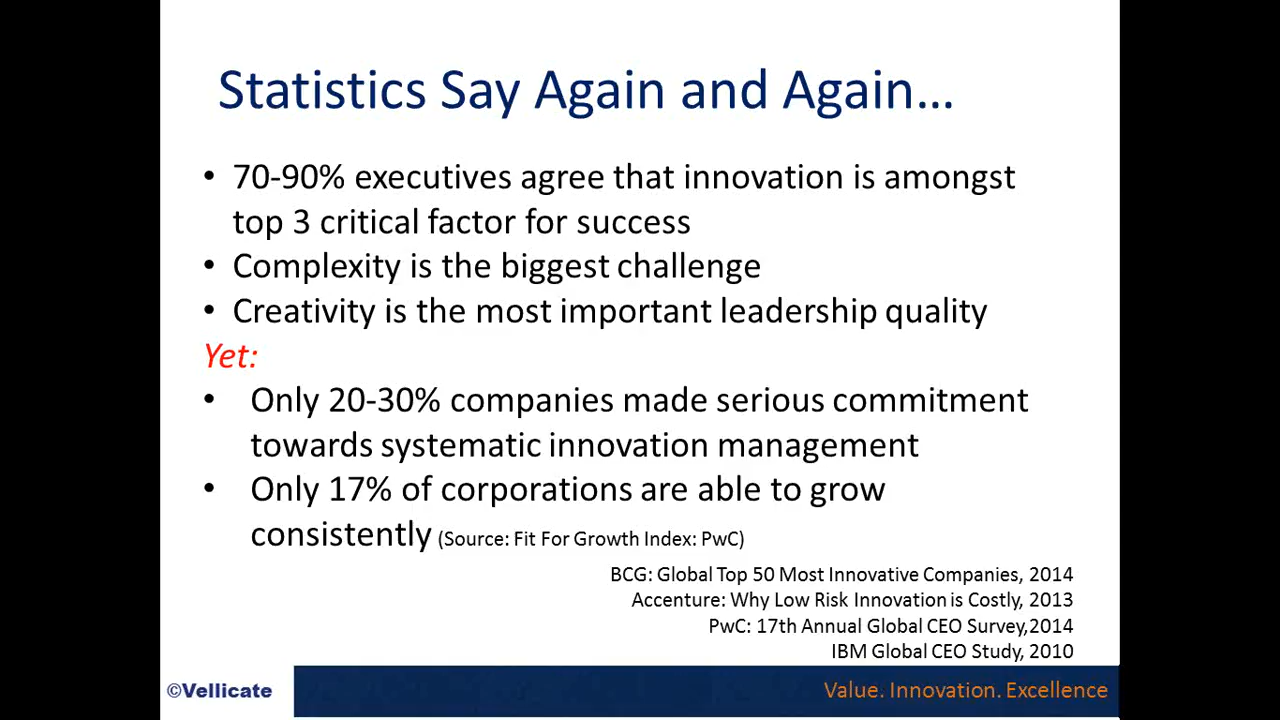 Statistics Say Again and Again...
• 70-90% executives agree that innovation is amongst
top 3 critical factor for success
• Complexity is the biggest challenge
• Creativity is the most important leadership quality
Yet:
• Only 20-30% companies made serious commitment
towards systematic innovation management
• Only 17% of corporations are able to grow
consistently (Source: Fit For Growth Index: PwC)
BCG: Global Top 50 Most Innovative Companies, 2014
Accenture: Why Low Risk Innovation is Costly, 2013
PwC: 17th Annual Global CEO Survey,2014
IBM Global CEO Study, 2010
©Vellicate
Value. Innovation. Excellence